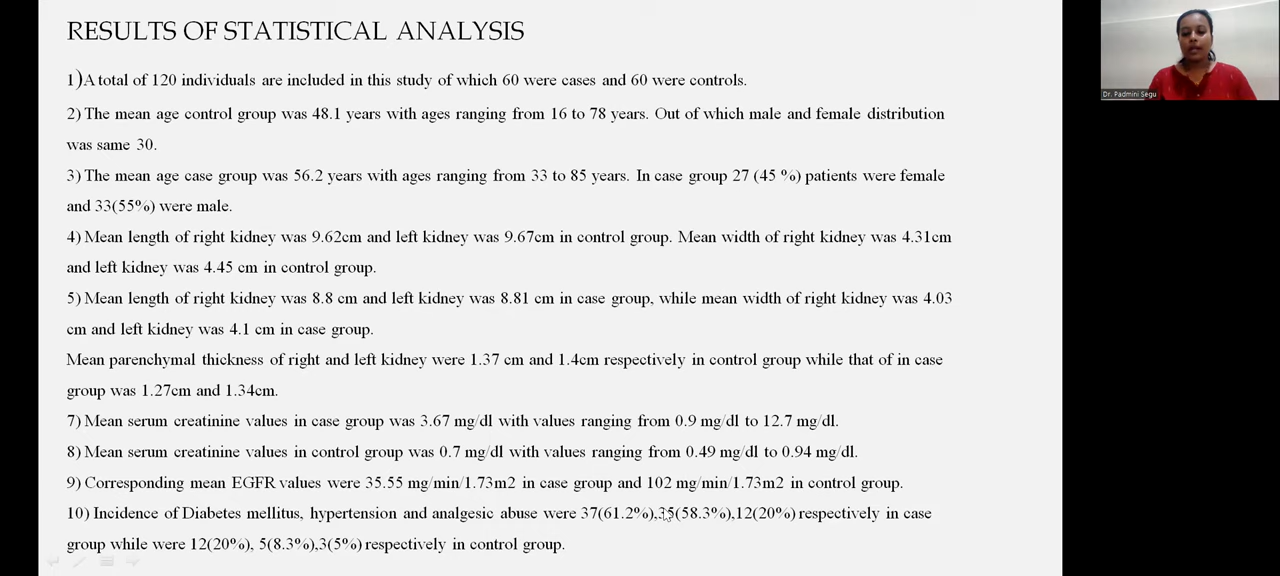 RESULTS OF STATISTICAL ANALYSIS
1)A total of 120 individuals are included in this study of which 60 were cases and 60 were controls.
2) The mean age control group was 48.1 years with ages ranging from 16 to 78 years. Out of which male and female distribution
was same 30.
3) The mean age case group was 56.2 years with ages ranging from 33 to 85 years. In case group 27 (45 %) patients were female
and 33(55%) were male.
4) Mean length of right kidney was 9.62cm and left kidney was 9.67cm in control group. Mean width of right kidney was 4.31cm
and left kidney was 4.45 cm in control group.
5) Mean length of right kidney was 8.8 cm and left kidney was 8.81 cm in case group, while mean width of right kidney was 4.03
cm and left kidney was 4.1 cm in case group.
Mean parenchymal thickness of right and left kidney were 1.37 cm and 1.4cm respectively in control group while that of in case
group was 1.27cm and 1.34cm.
7) Mean serum creatinine values in case group was 3.67 mg/dl with values ranging from 0.9 mg/dl to 12.7 mg/dl.
8) Mean serum creatinine values in control group was 0.7 mg/dl with values ranging from 0.49 mg/dl to 0.94 mg/dl.
9) Corresponding mean EGFR values were 35.55 mg/min/1.73m2 in case group and 102 mg/min/1.73m2 in control group.
10) Incidence of Diabetes mellitus, hypertension and analgesic abuse were 37(61.2%),35(58.3%),12(20%) respectively in case
group while were 12(20%), 5(8.3%),3(5%) respectively in control group.
Dr. Padmini Segu